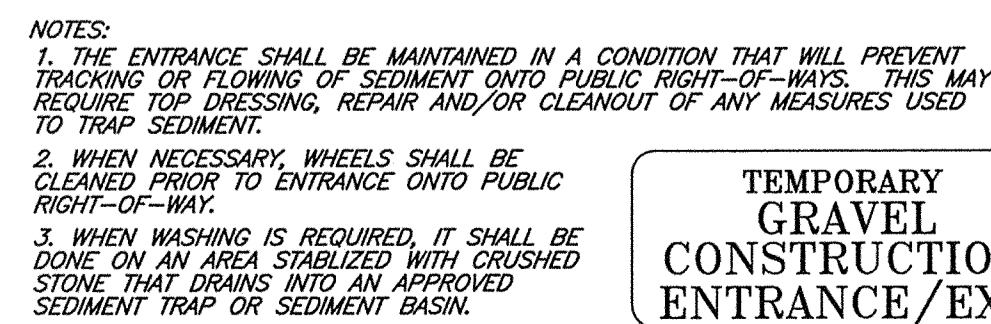 NOTES:
1. THE ENTRANCE SHALL BE MAINTAINED IN A CONDITION THAT WILL PREVENT
TRACKING OR FLOWING OF SEDIMENT ONTO PUBLIC RIGHT-OF-WAYS. THIS MAY
REQUIRE TOP DRESSING, REPAIR AND/OR CLEANOUT OF ANY MEASURES USED
TO TRAP SEDIMENT.
2. WHEN NECESSARY, WHEELS SHALL BE
CLEANED PRIOR TO ENTRANCE ONTO PUBLIC
RIGHT-OF-WAY.
3. WHEN WASHING IS REQUIRED, IT SHALL BE
DONE ON AN AREA STABLIZED WITH CRUSHED
STONE THAT DRAINS INTO AN APPROVED
SEDIMENT TRAP OR SEDIMENT BASIN.
TEMPORARY
GRAVEL
CONSTRUCTIO
ENTRANCE/EX